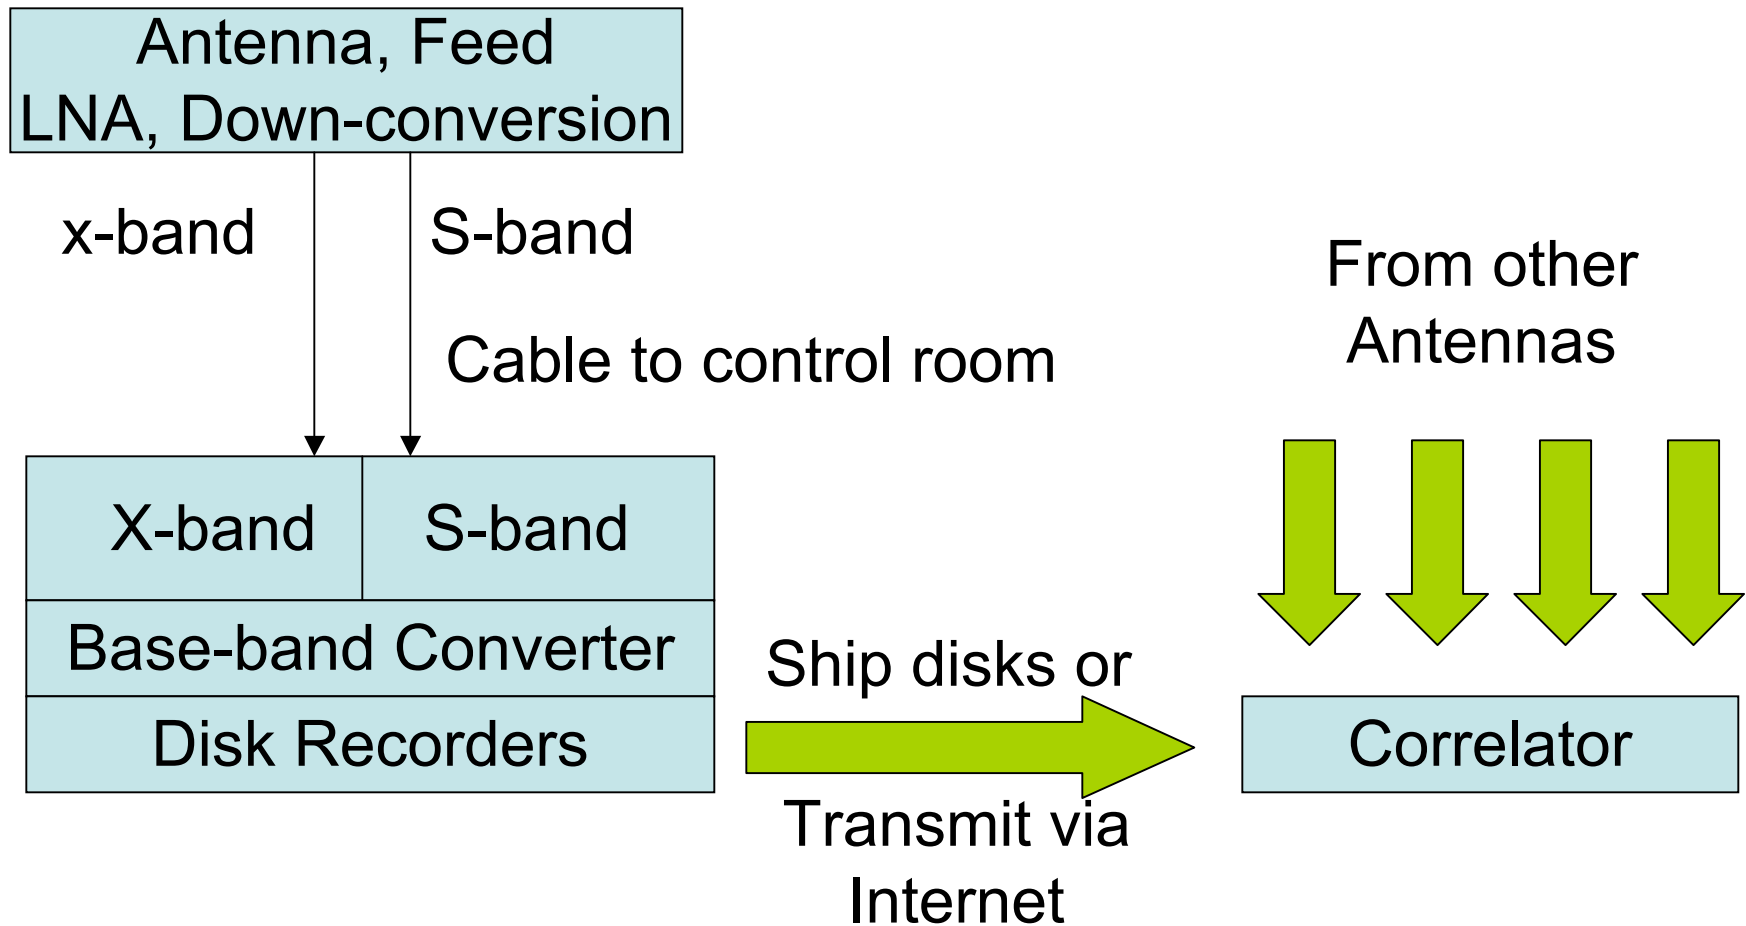 Antenna, Feed
LNA, Down-conversion
x-band
S-band
Cable to control room
From other
Antennas
X-band
S-band
Base-band Converter
Disk Recorders
Ship disks or
Transmit via
Internet
Correlator